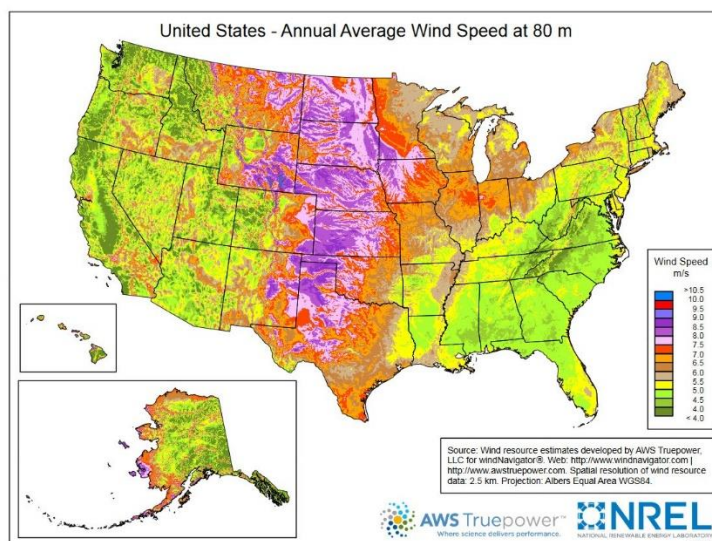 United States - Annual Average Wind Speed at 80 m
Wind Speed
m/s
>10.5
10.5
10.0
9.5
9.0
8.5
8.0
7.5
7.0
6.5
6.0
5.5
5.0
4.5
4.0
< 4.0
Source: Wind resource estimates developed by AWS Truepower,
LLC for windNavigator®. Web: http://www.windnavigator.com |
http://www.awstruepower.com. Spatial resolution of wind resource
data: 2.5 km. Projection: Albers Equal Area WGS84.
AWS Truepower™
Where science delivers performance.
NREL
NATIONAL RENEWABLE ENERGY LABORATORY